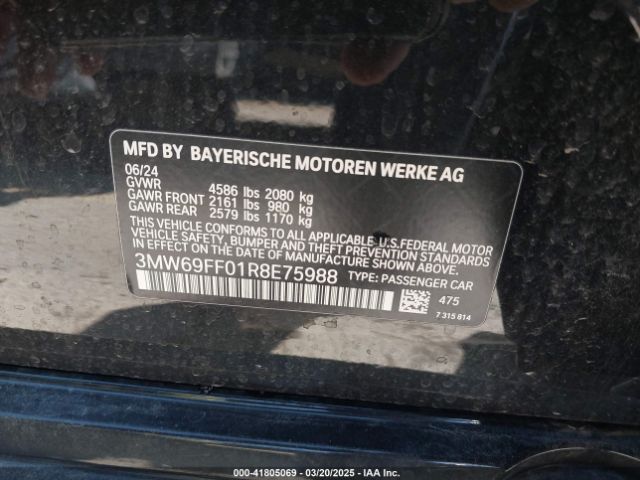 MFD BY BAYERISCHE MOTOREN WERKE AG
06/24
GVWR 4586 lbs 2080 kg
GAWR FRONT 2161 lbs 980 kg
GAWR REAR 2579 lbs 1170 kg
THIS VEHICLE CONFORMS TO ALL APPLICABLE U.S.FEDERAL MOTOR
VEHICLE SAFETY, BUMPER AND THEFT PREVENTION STANDARDS
IN EFFECT ON THE DATE OF MANUFACTURE SHOWN ABOVE.
3MW69FF01R8E75988 TYPE: PASSENGER CAR
475
7 315 814
000-41805069 — 03/20/2025 — IAA Inc.